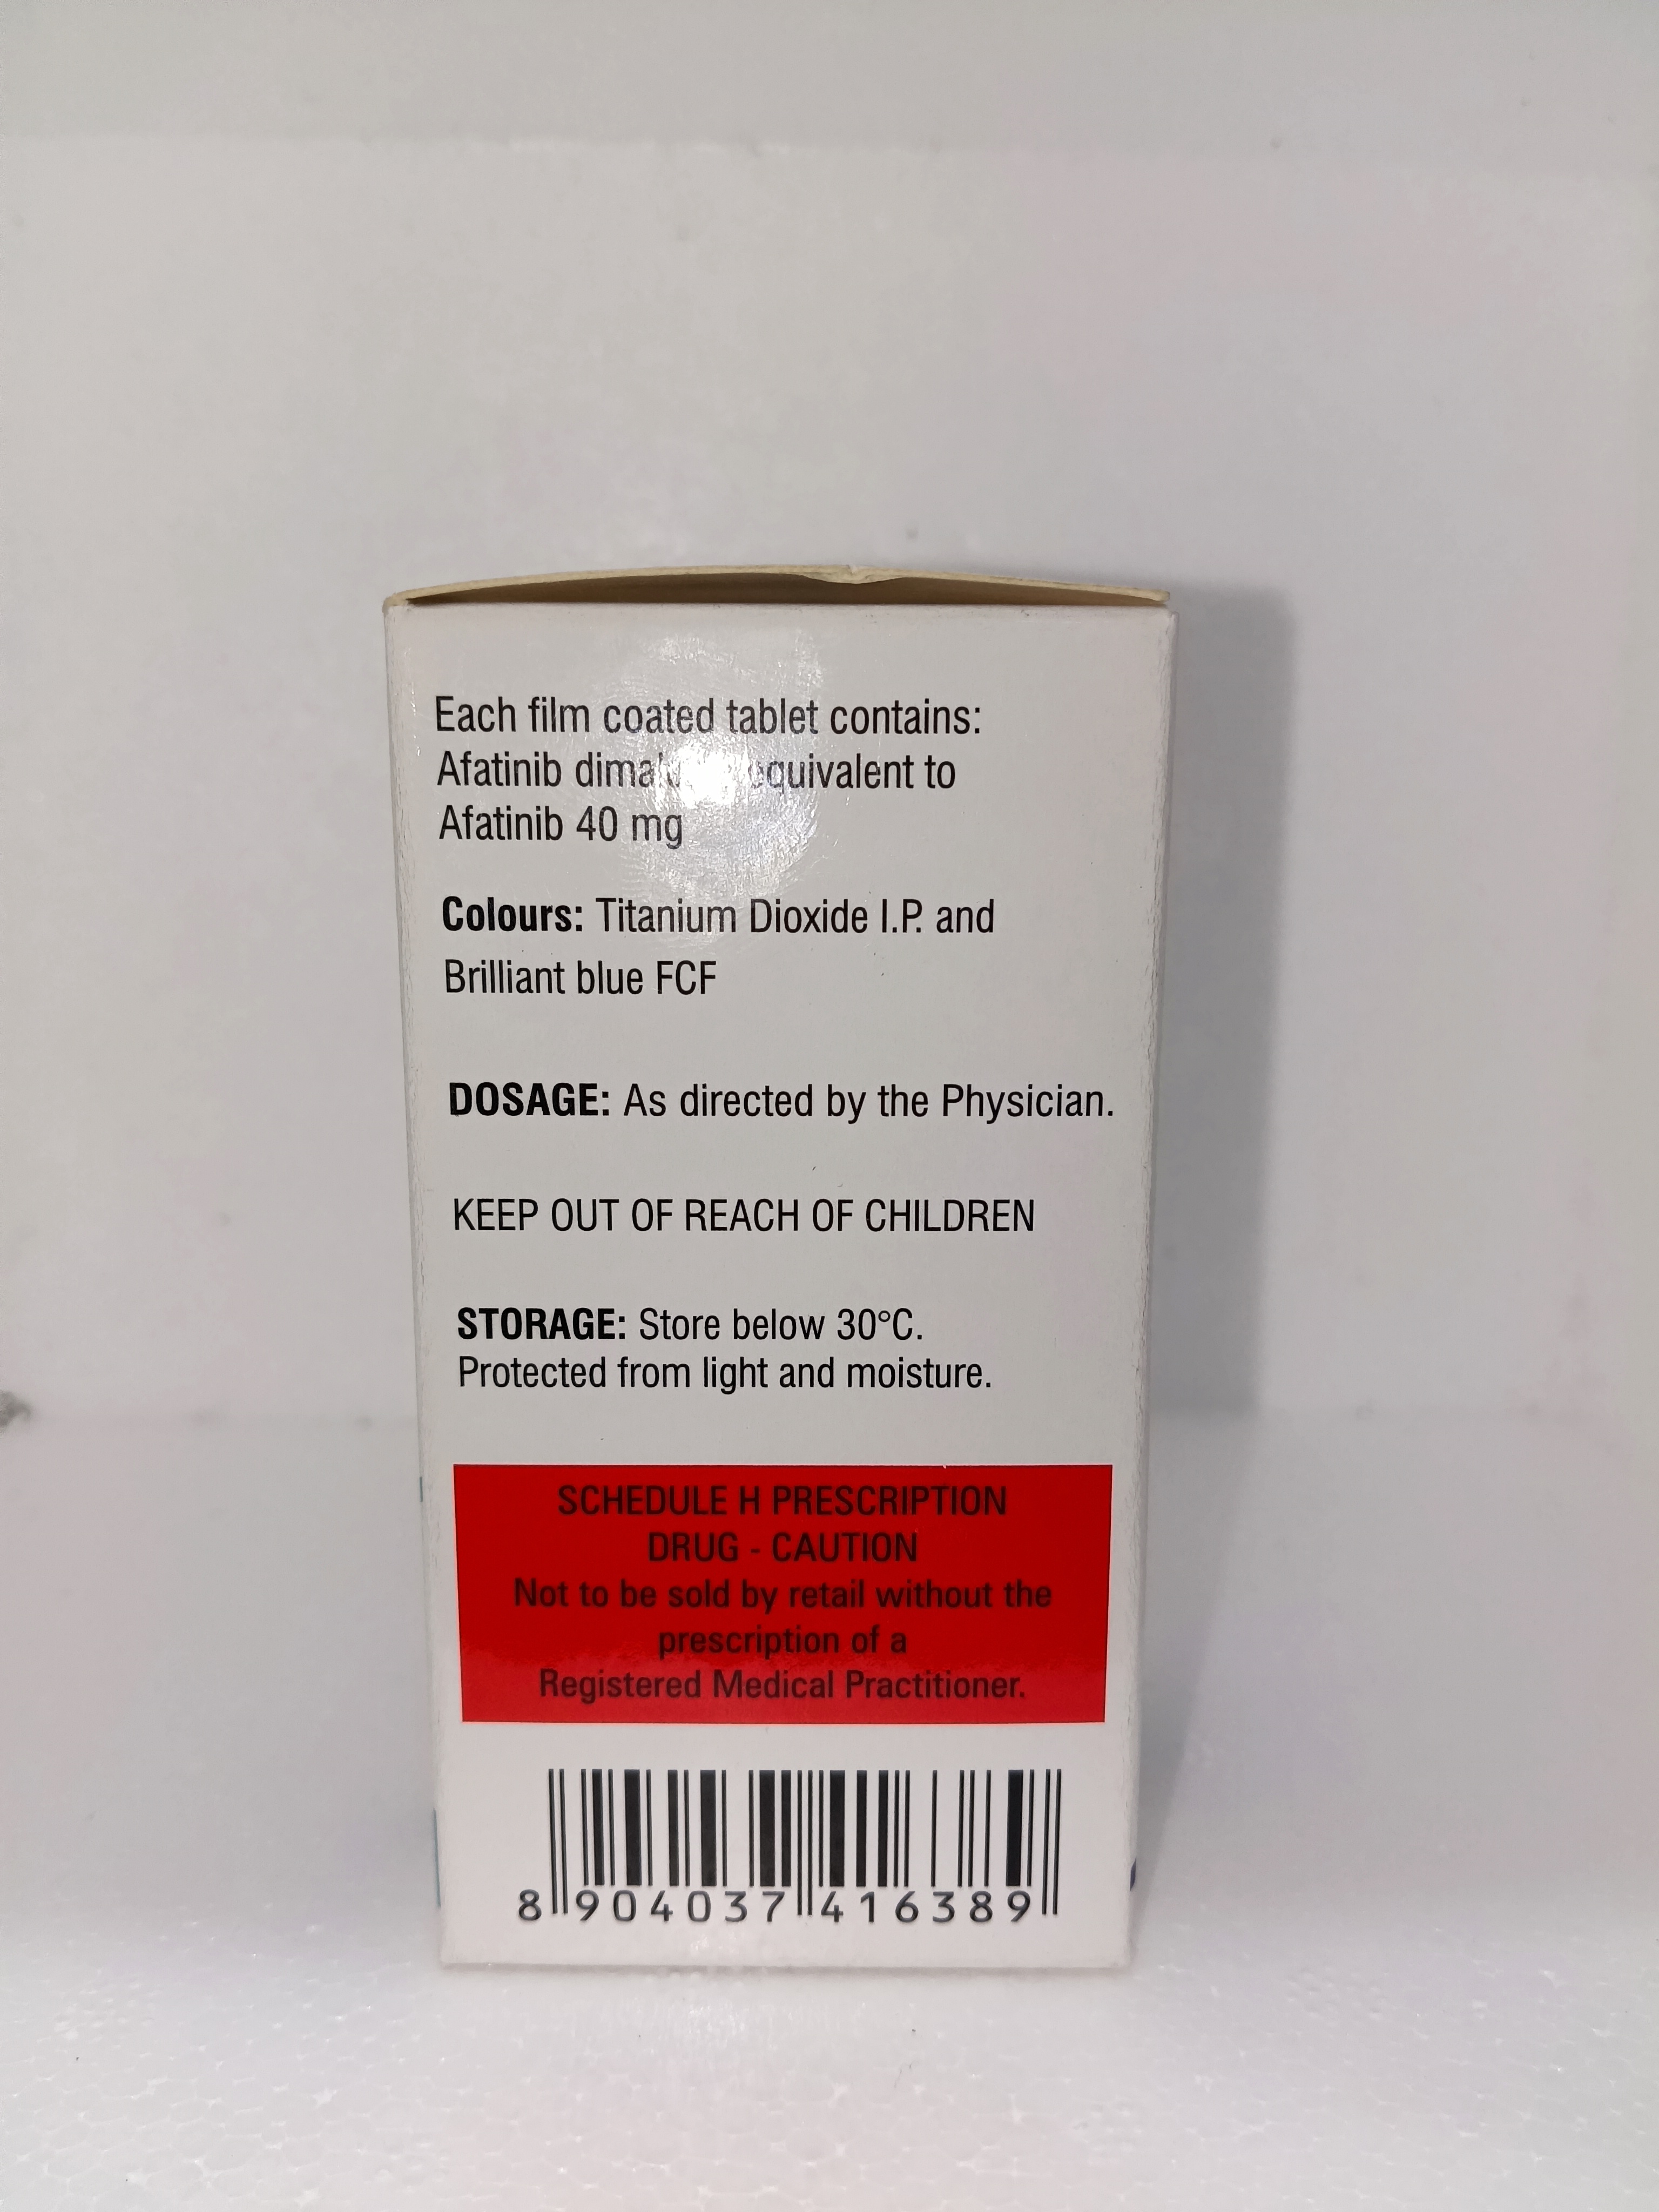 Each film coated tablet contains:
Afatinib equivalent to
Afatinib 40 mg
Colours: Titanium Dioxide I.P. and
Brilliant blue FCF
DOSAGE: As directed by the Physician.
KEEP OUT OF REACH OF CHILDREN
STORAGE: Store below 30°C.
Protected from light and moisture.
SCHEDULE H PRESCRIPTION
DRUG - CAUTION
Not to be sold by retail without the
prescription of a
Registered Medical Practitioner.
8 904037 416389